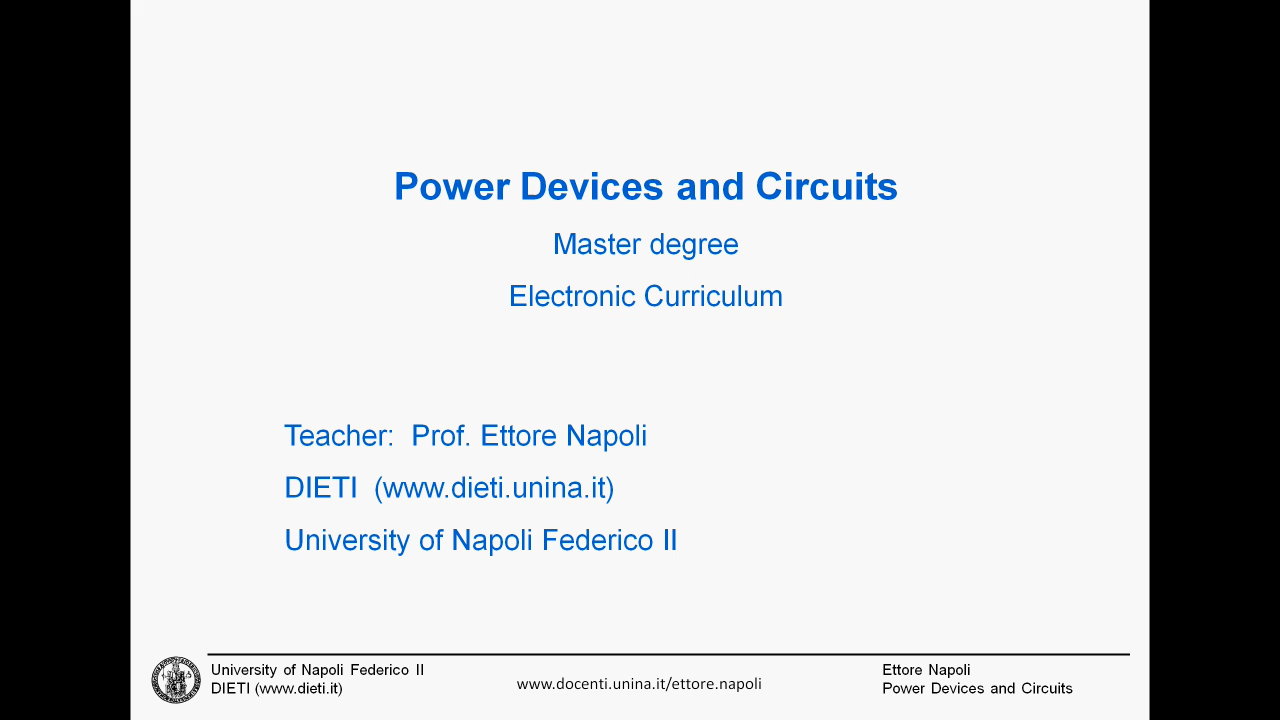 Power Devices and Circuits
Master degree
Electronic Curriculum
Teacher: Prof. Ettore Napoli
DIETI (www.dieti.unina.it)
University of Napoli Federico II
University of Napoli Federico II
DIETI (www.dieti.it)
www.docenti.unina.it/ettore.napoli
Ettore Napoli
Power Devices and Circuits